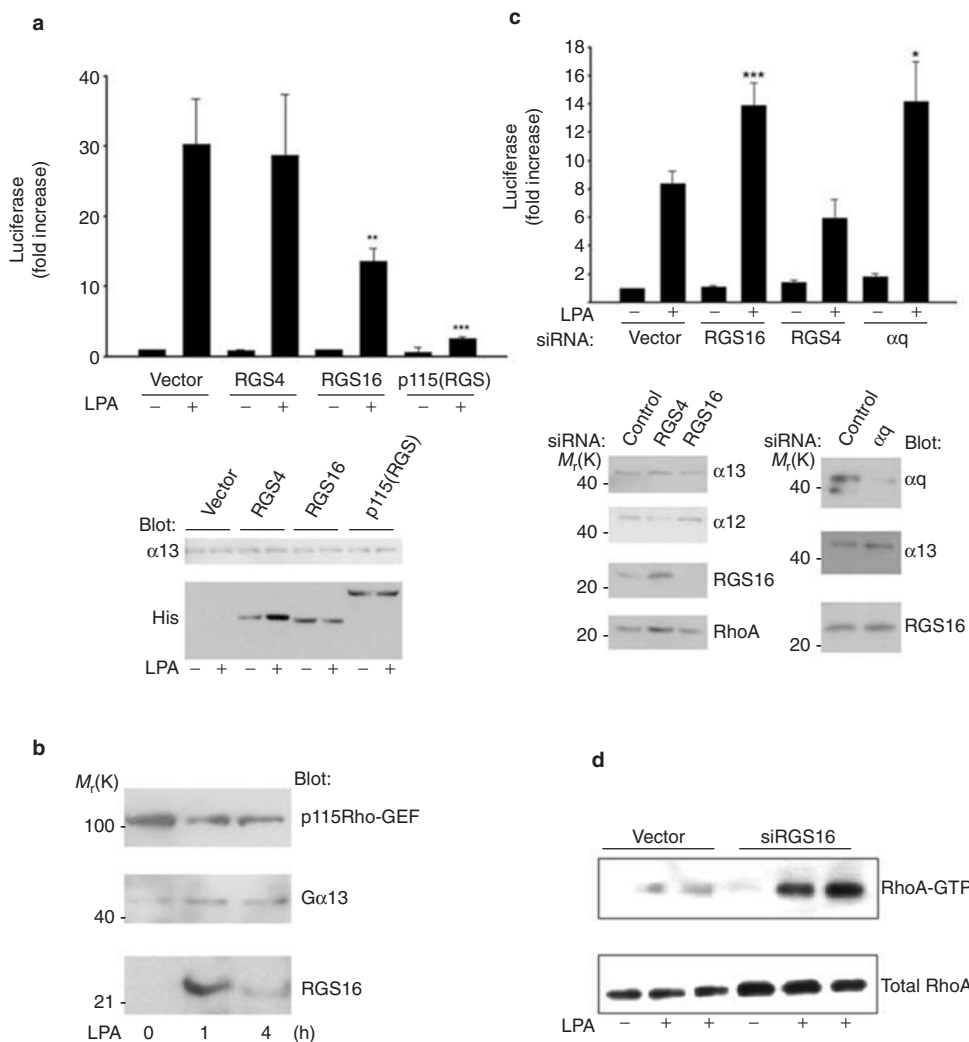 a
Luciferase
(fold increase)
40
30
20
10
0
**
***
Vector RGS4 RGS16 p115(RGS)
LPA − + − + − + − +
Blot: Vector RGS4 RGS16 p115(RGS)
α13
His
LPA − + − + − + − +
b
Mr(K) Blot:
100 - p115Rho-GEF
40 - Gα13
21 - RGS16
LPA 0 1 4 (h)
c
Luciferase
(fold increase)
18
16
14
12
10
8
6
4
2
***
*
LPA − + − + − + − +
siRNA: Vector RGS16 RGS4 αq
siRNA: Control RGS4 RGS16
Mr(K)
40 - α13
40 - α12
20 - RGS16
20 - RhoA
siRNA: Control αq Blot:
Mr(K)
40 - αq
40 - α13
20 - RGS16
d
Vector siRGS16
RhoA-GTP
Total RhoA
LPA − + + − + +